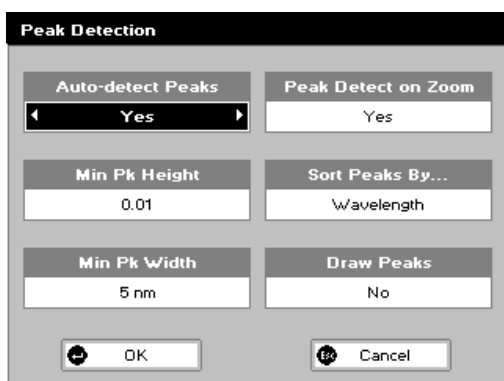 Peak Detection
Auto-detect Peaks
Yes
Peak Detect on Zoom
Yes
Min Pk Height
0.01
Sort Peaks By...
Wavelength
Min Pk Width
5 nm
Draw Peaks
No
OK
Esc Cancel